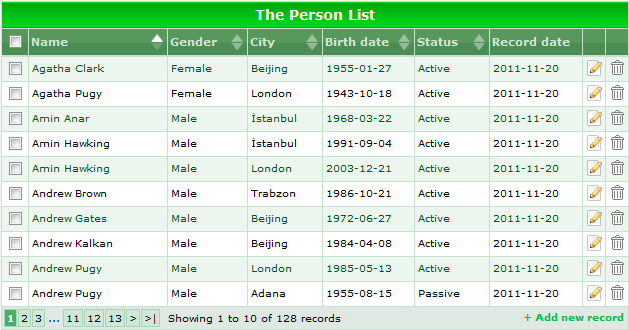 The Person List
Name Gender City Birth date Status Record date
Agatha Clark Female Beijing 1955-01-27 Active 2011-11-20
Agatha Pugy Female London 1943-10-18 Active 2011-11-20
Amin Anar Male İstanbul 1968-03-22 Active 2011-11-20
Amin Hawking Male İstanbul 1991-09-04 Active 2011-11-20
Amin Hawking Male London 2003-12-21 Active 2011-11-20
Andrew Brown Male Trabzon 1986-10-21 Active 2011-11-20
Andrew Gates Male Beijing 1972-06-27 Active 2011-11-20
Andrew Kalkan Male Beijing 1984-04-08 Active 2011-11-20
Andrew Pugy Male London 1985-05-13 Active 2011-11-20
Andrew Pugy Male Adana 1955-08-15 Passive 2011-11-20
1 2 3 ... 11 12 13 > >| Showing 1 to 10 of 128 records + Add new record